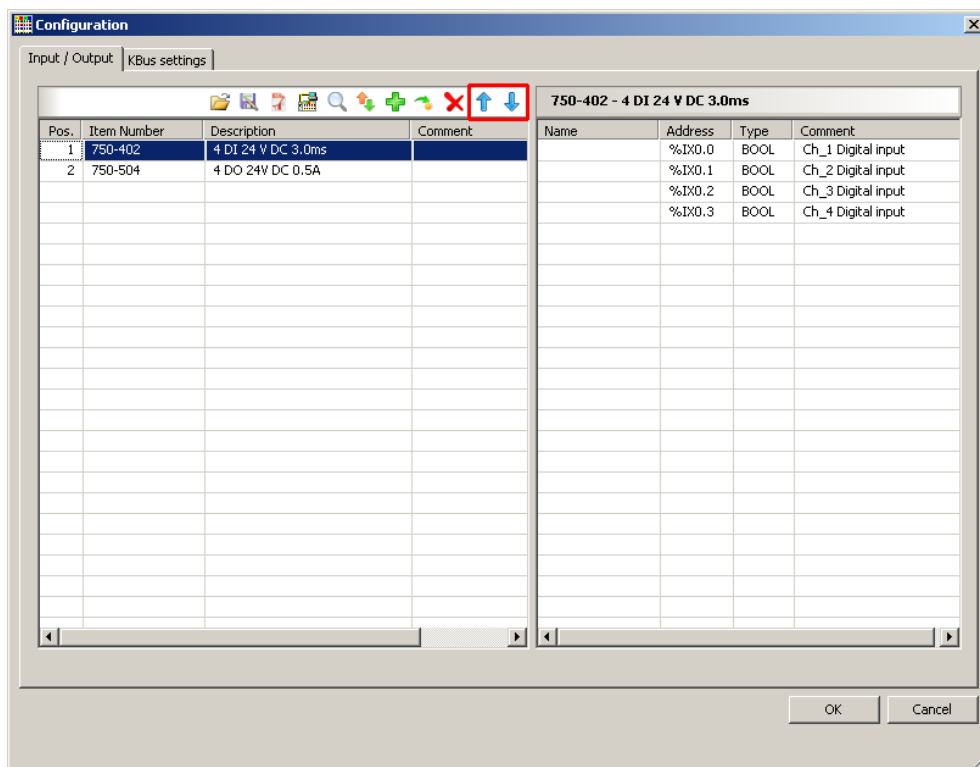 Configuration
Input / Output KBus settings
750-402 - 4 DI 24 V DC 3.0ms
Pos. Item Number Description Comment Name Address Type Comment
1 750-402 4 DI 24 V DC 3.0ms %IX0.0 BOOL Ch_1 Digital input
2 750-504 4 DO 24V DC 0.5A %IX0.1 BOOL Ch_2 Digital input
%IX0.2 BOOL Ch_3 Digital input
%IX0.3 BOOL Ch_4 Digital input
OK Cancel